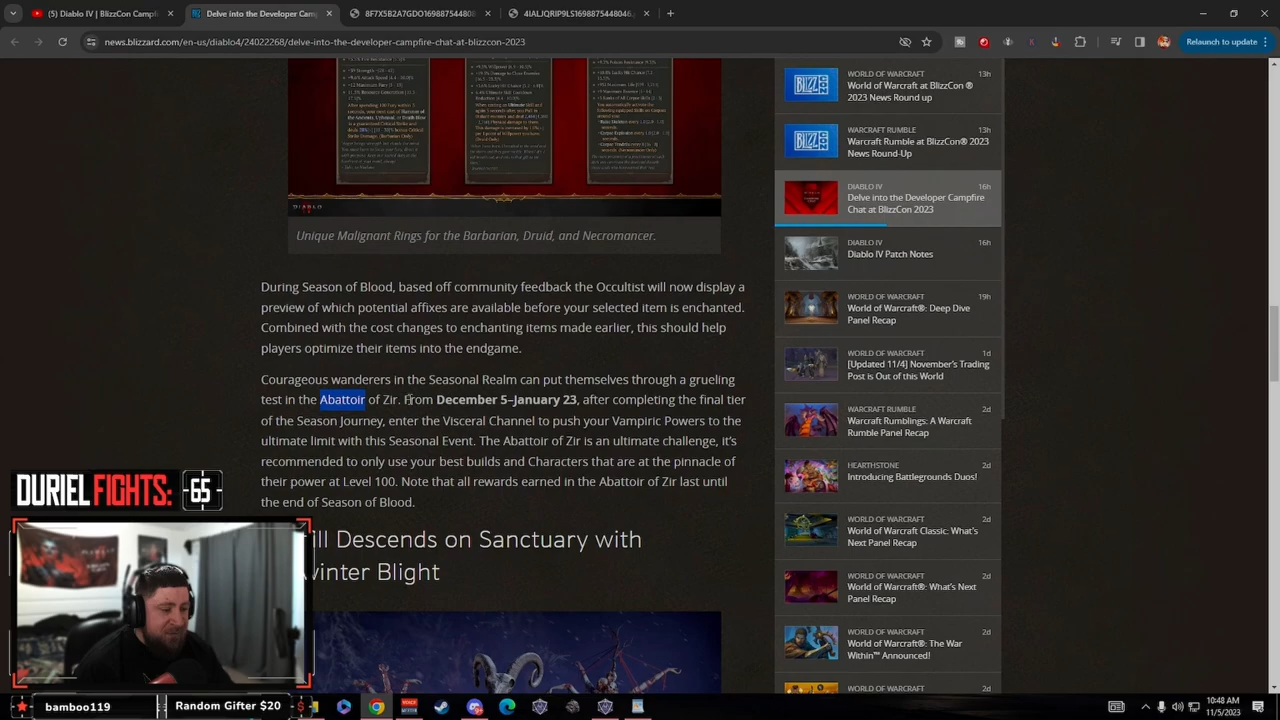 (5) Diablo IV | BlizzCon Campfi
Delve into the Developer Campf
8F7X5B2A7GDO1698875448
4IALJQRIP9LS1698875448046.j
news.blizzard.com/en-us/diablo4/24022268/delve-into-the-developer-campfire-chat-at-blizzcon-2023
Relaunch to update
Unique Malignant Rings for the Barbarian, Druid, and Necromancer.
During Season of Blood, based off community feedback the Occultist will now display a
preview of which potential affixes are available before your selected item is enchanted.
Combined with the cost changes to enchanting items made earlier, this should help
players optimize their items into the endgame.
Courageous wanderers in the Seasonal Realm can put themselves through a grueling
test in the Abattoir of Zir. From December 5–January 23, after completing the final tier
of the Season Journey, enter the Visceral Channel to push your Vampiric Powers to the
ultimate limit with this Seasonal Event. The Abattoir of Zir is an ultimate challenge, it's
recommended to only use your best builds and Characters that are at the pinnacle of
their power at Level 100. Note that all rewards earned in the Abattoir of Zir last until
the end of Season of Blood.
ill Descends on Sanctuary with
winter Blight
WORLD OF WARCRAFT 13h
World of Warcraft at BlizzCon ®
2023 News Round up
WARCRAFT RUMBLE 13h
Warcraft Rumble at BlizzCon® 2023
News Round-Up
DIABLO IV 16h
Delve into the Developer Campfire
Chat at BlizzCon 2023
DIABLO IV 16h
Diablo IV Patch Notes
WORLD OF WARCRAFT 19h
World of Warcraft®: Deep Dive
Panel Recap
WORLD OF WARCRAFT 1d
[Updated 11/4] November's Trading
Post is Out of this World
WARCRAFT RUMBLE 2d
Warcraft Rumblings: A Warcraft
Rumble Panel Recap
HEARTHSTONE 2d
Introducing Battlegrounds Duos!
WORLD OF WARCRAFT 2d
World of Warcraft Classic: What's
Next Panel Recap
WORLD OF WARCRAFT 2d
World of Warcraft®: What's Next
Panel Recap
WORLD OF WARCRAFT 2d
World of Warcraft®: The War
Within™ Announced!
WORLD OF WARCRAFT 2d
DURIEL FIGHTS: -65-
bamboo119
Random Gifter $20
10:48 AM
11/5/2023